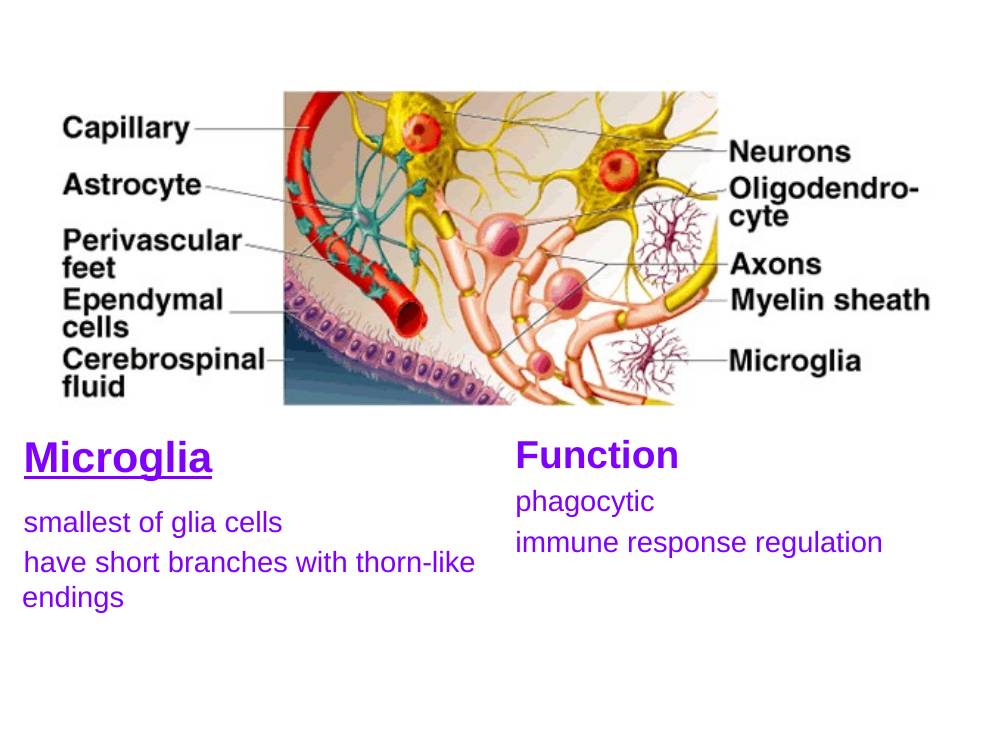 Capillary
Astrocyte
Perivascular
feet
Ependymal
cells
Cerebrospinal
fluid
Neurons
Oligodendro-
cyte
Axons
Myelin sheath
Microglia
Microglia
smallest of glia cells
have short branches with thorn-like
endings
Function
phagocytic
immune response regulation